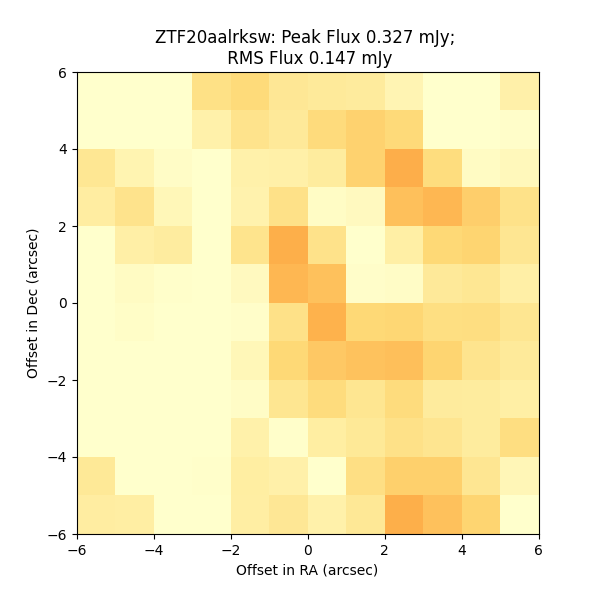 ZTF20aalrksw: Peak Flux 0.327 mJy;
RMS Flux 0.147 mJy
6
4
2
0
−2
−4
−6
Offset in Dec (arcsec)
−6 −4 −2 0 2 4 6
Offset in RA (arcsec)